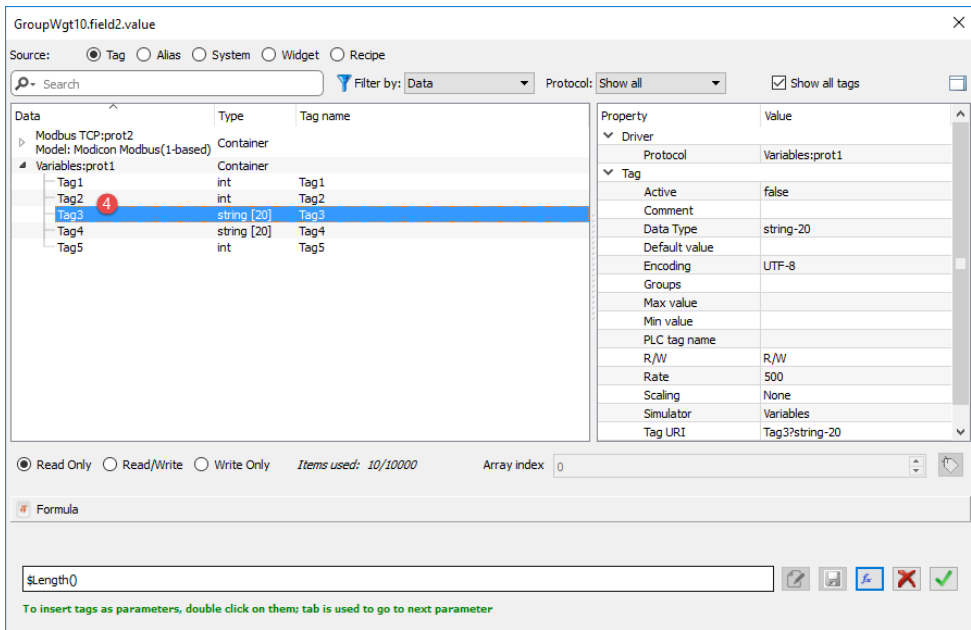 GroupWgt10.field2.value
Source: Tag Alias System Widget Recipe
Search Filter by: Data Protocol: Show all Show all tags
Data Type Tag name Property Value
Modbus TCP:prot2 Container
Model: Modicon Modbus(1-based)
Variables:prot1 Container
Tag1 int Tag1
Tag2 int Tag2
4
Tag3 string [20] Tag3
Tag4 string [20] Tag4
Tag5 int Tag5
Driver
Protocol Variables:prot1
Tag
Active false
Comment
Data Type string-20
Default value
Encoding UTF-8
Groups
Max value
Min value
PLC tag name
R/W R/W
Rate 500
Scaling None
Simulator Variables
Tag URI Tag3?string-20
Read Only Read/Write Write Only Items used: 10/10000 Array index 0
Formula
$Length()
To insert tags as parameters, double click on them; tab is used to go to next parameter